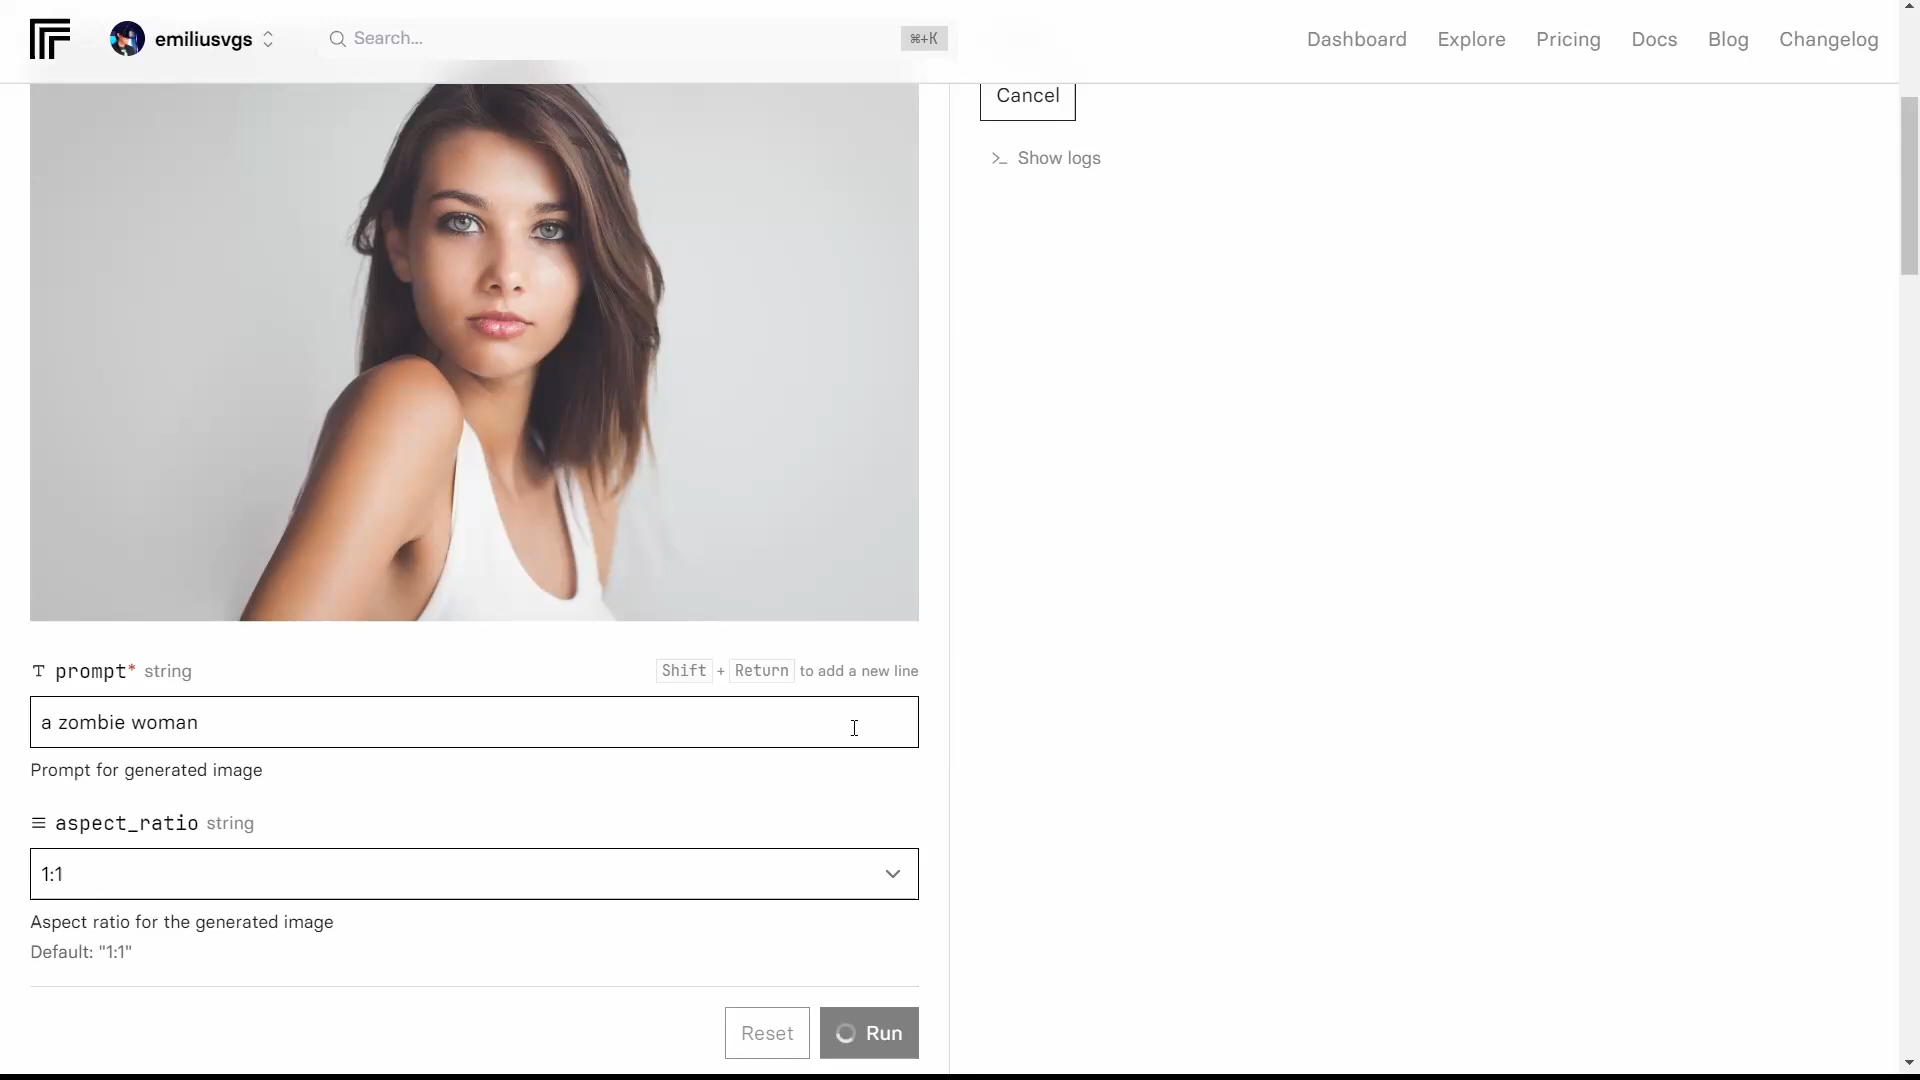 emiliusvgs
Search...
⌘+K
Dashboard
Explore
Pricing
Docs
Blog
Changelog
Cancel
>_ Show logs
prompt* string
Shift + Return to add a new line
a zombie woman
Prompt for generated image
aspect_ratio string
1:1
Aspect ratio for the generated image
Default: "1:1"
Reset
Run